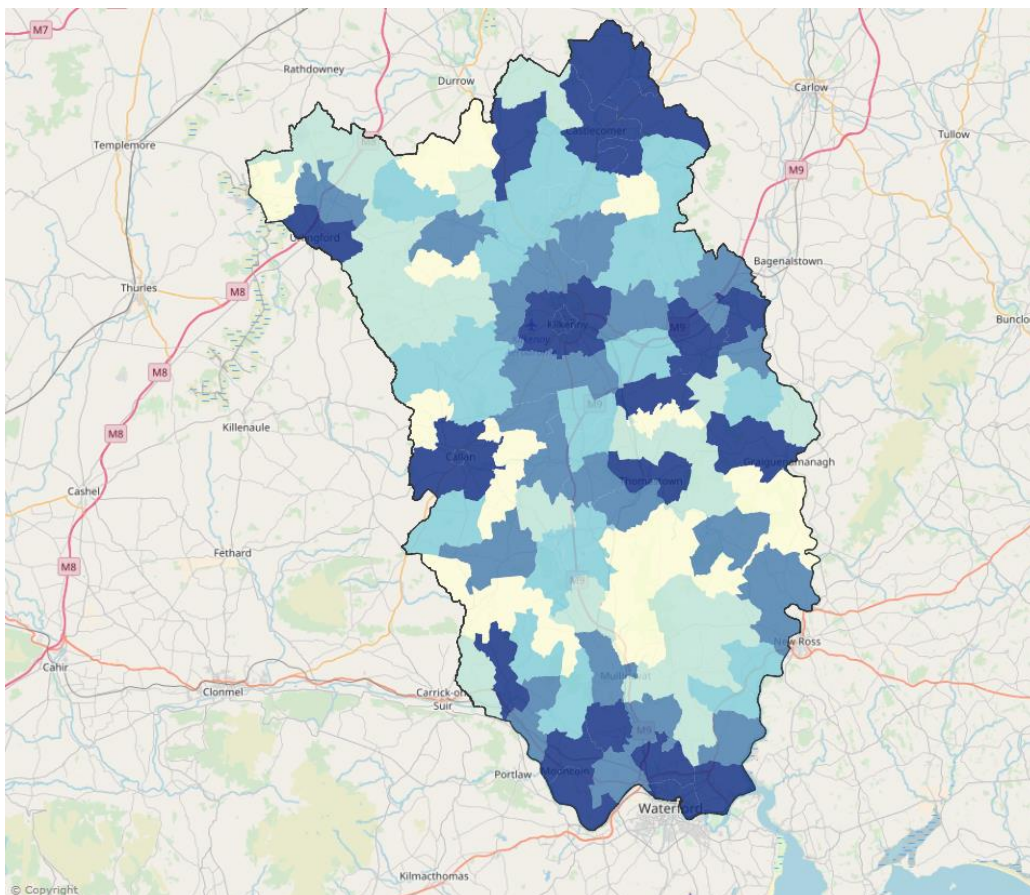 M7
Rathdowney
Durrow
Carlow
Castlecomer
Templemore
Tullow
M9
Urlingford
Bagenalstown
Thurles
M8
Kilkenny
M9
Bunclo
M8
M9
Killenaule
M8
Callan
Graiguenamanagh
Thomastown
Cashel
Fethard
M8
M9
New Ross
Cahir
Clonmel
Carrick-on
Suir
Mullinavat
M9
Portlaw
Mooncoin
Waterford
Kilmacthomas
© Copyright